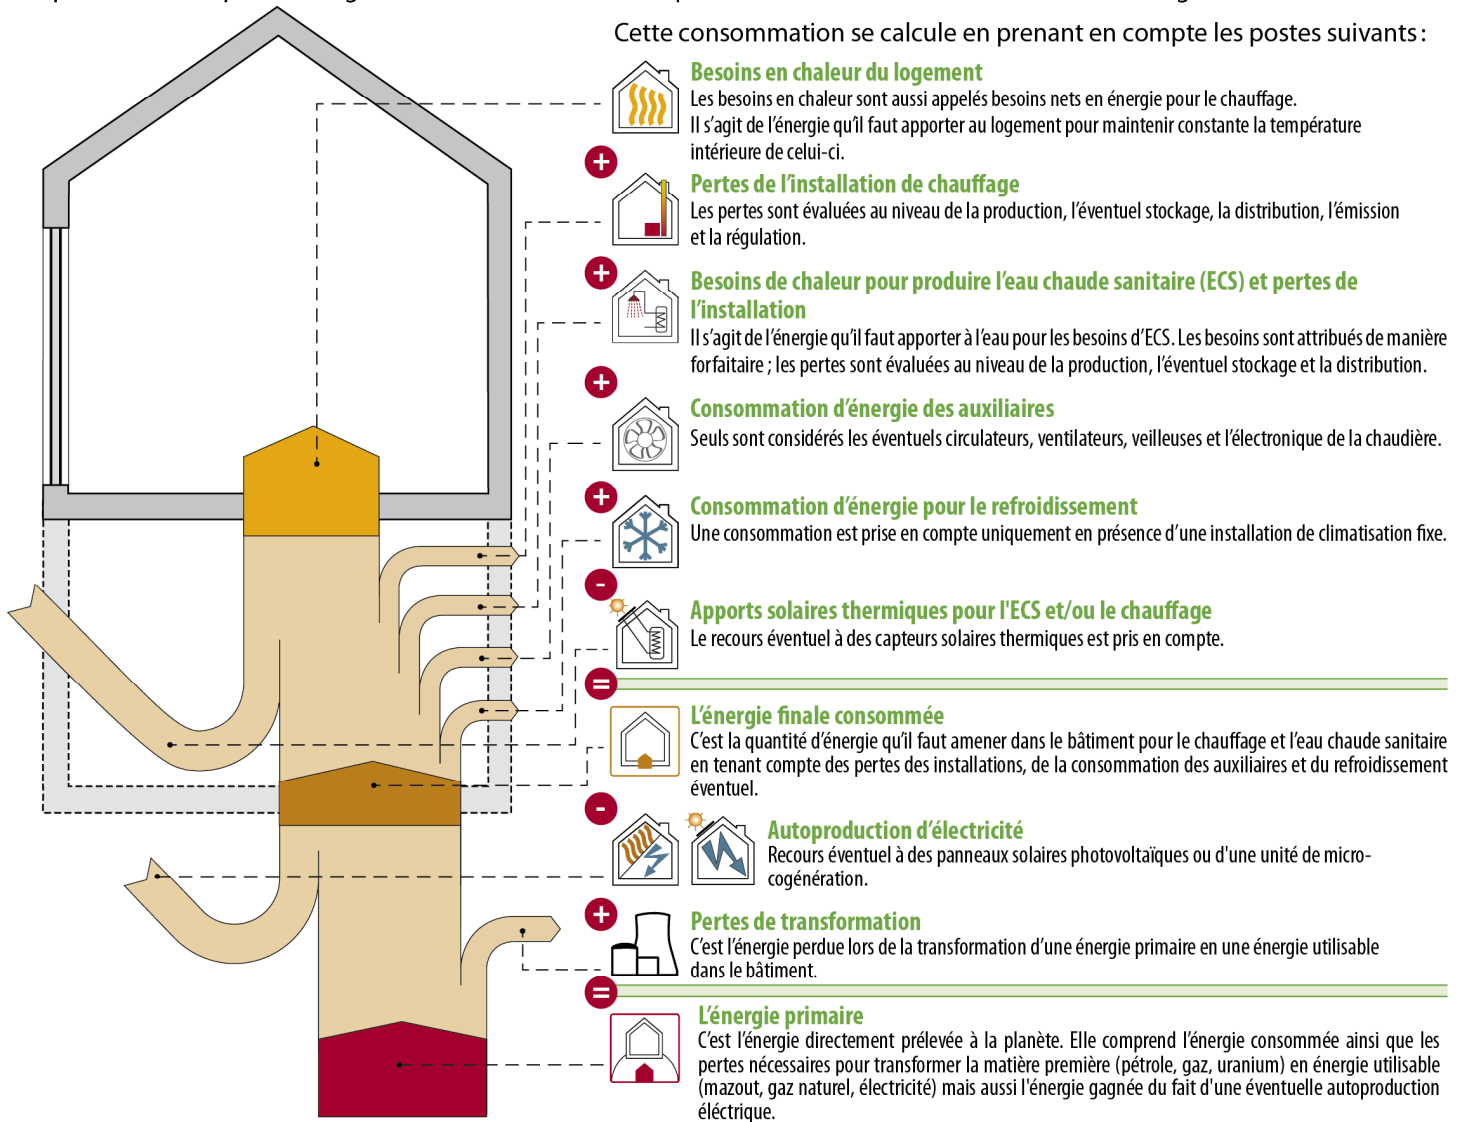 Cette consommation se calcule en prenant en compte les postes suivants :
Besoins en chaleur du logement
Les besoins en chaleur sont aussi appelés besoins nets en énergie pour le chauffage.
Il s’agit de l’énergie qu’il faut apporter au logement pour maintenir constante la température
intérieure de celui-ci.
+
Pertes de l’installation de chauffage
Les pertes sont évaluées au niveau de la production, l’éventuel stockage, la distribution, l’émission
et la régulation.
+
Besoins de chaleur pour produire l’eau chaude sanitaire (ECS) et pertes de
l’installation
Il s’agit de l’énergie qu’il faut apporter à l’eau pour les besoins d’ECS. Les besoins sont attribués de manière
forfaitaire ; les pertes sont évaluées au niveau de la production, l’éventuel stockage et la distribution.
+
Consommation d’énergie des auxiliaires
Seuls sont considérés les éventuels circulateurs, ventilateurs, veilleuses et l’électronique de la chaudière.
+
Consommation d’énergie pour le refroidissement
Une consommation est prise en compte uniquement en présence d’une installation de climatisation fixe.
-
Apports solaires thermiques pour l'ECS et/ou le chauffage
Le recours éventuel à des capteurs solaires thermiques est pris en compte.
=
L’énergie finale consommée
C’est la quantité d’énergie qu’il faut amener dans le bâtiment pour le chauffage et l’eau chaude sanitaire
en tenant compte des pertes des installations, de la consommation des auxiliaires et du refroidissement
éventuel.
-
Autoproduction d’électricité
Recours éventuel à des panneaux solaires photovoltaïques ou d'une unité de micro-
cogénération.
+
Pertes de transformation
C’est l’énergie perdue lors de la transformation d’une énergie primaire en une énergie utilisable
dans le bâtiment.
=
L’énergie primaire
C’est l’énergie directement prélevée à la planète. Elle comprend l’énergie consommée ainsi que les
pertes nécessaires pour transformer la matière première (pétrole, gaz, uranium) en énergie utilisable
(mazout, gaz naturel, électricité) mais aussi l'énergie gagnée du fait d'une éventuelle autoproduction
éléctrique.